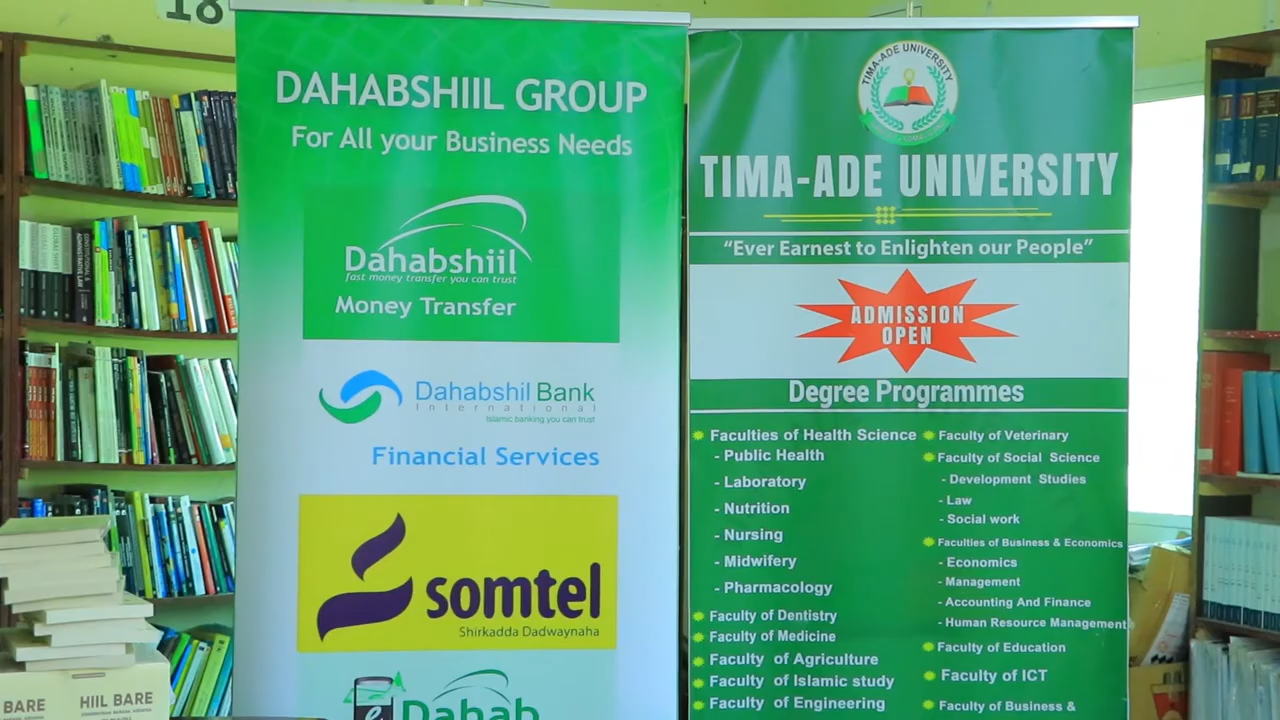 18
DAHABSHIIL GROUP
For All your Business Needs
Dahabshiil
fast money transfer you can trust
Money Transfer
Dahabshil Bank
International
Islamic banking you can trust
Financial Services
somtel
Shirkadda Dadwaynaha
e Dahab
TIMA-ADE UNIVERSITY
TIMA-ADE UNIVERSITY
“Ever Earnest to Enlighten our People”
ADMISSION
OPEN
Degree Programmes
Faculties of Health Science
- Public Health
- Laboratory
- Nutrition
- Nursing
- Midwifery
- Pharmacology
Faculty of Dentistry
Faculty of Medicine
Faculty of Agriculture
Faculty of Islamic study
Faculty of Engineering
Faculty of Veterinary
Faculty of Social Science
- Development Studies
- Law
- Social work
Faculties of Business & Economics
- Economics
- Management
- Accounting And Finance
- Human Resource Management
Faculty of Education
Faculty of ICT
Faculty of Business &
BARE
HIIL BARE